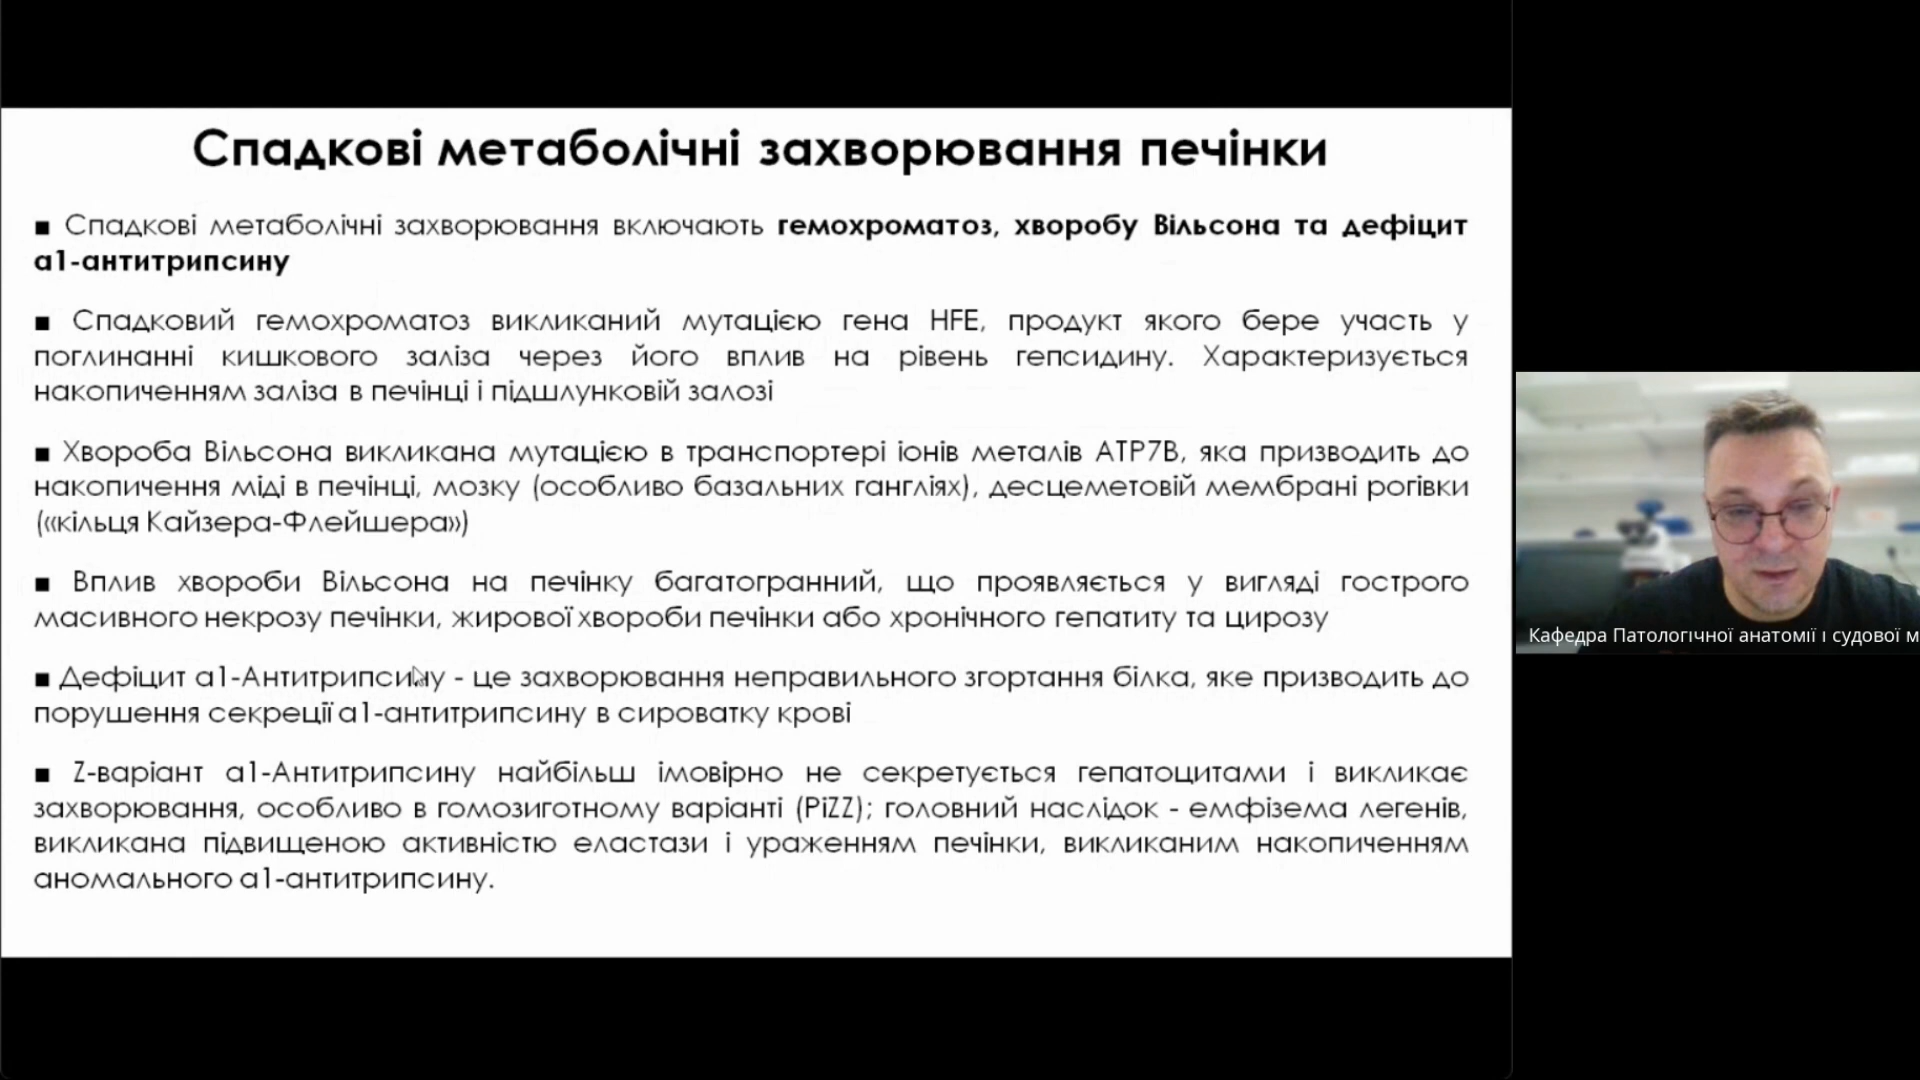 Спадкові метаболічні захворювання печінки
■ Спадкові метаболічні захворювання включають гемохроматоз, хворобу Вільсона та дефіцит
а1-антитрипсину
■ Спадковий гемохроматоз викликаний мутацією гена HFE, продукт якого бере участь у
поглинанні кишкового заліза через його вплив на рівень гепсидину. Характеризується
накопиченням заліза в печінці і підшлунковій залозі
■ Хвороба Вільсона викликана мутацією в транспортері іонів металів ATP7B, яка призводить до
накопичення міді в печінці, мозку (особливо базальних гангліях), десцеметовій мембрані рогівки
(«кільця Кайзера-Флейшера»)
■ Вплив хвороби Вільсона на печінку багатогранний, що проявляється у вигляді гострого
масивного некрозу печінки, жирової хвороби печінки або хронічного гепатиту та цирозу
■ Дефіцит а1-Антитрипсину - це захворювання неправильного згортання білка, яке призводить до
порушення секреції а1-антитрипсину в сироватку крові
■ Z-варіант а1-Антитрипсину найбільш імовірно не секретується гепатоцитами і викликає
захворювання, особливо в гомозиготному варіанті (PiZZ); головний наслідок - емфізема легенів,
викликана підвищеною активністю еластази і ураженням печінки, викликаним накопиченням
аномального а1-антитрипсину.
Кафедра Патологічної анатомії і судової м